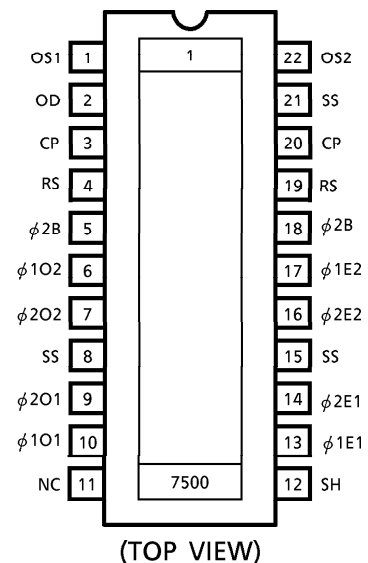 OS1 1 1 22 OS2
OD 2 21 SS
CP 3 20 CP
RS 4 19 RS
ϕ2B 5 18 ϕ2B
ϕ1O2 6 17 ϕ1E2
ϕ2O2 7 16 ϕ2E2
SS 8 15 SS
ϕ2O1 9 14 ϕ2E1
ϕ1O1 10 13 ϕ1E1
NC 11 7500 12 SH
(TOP VIEW)